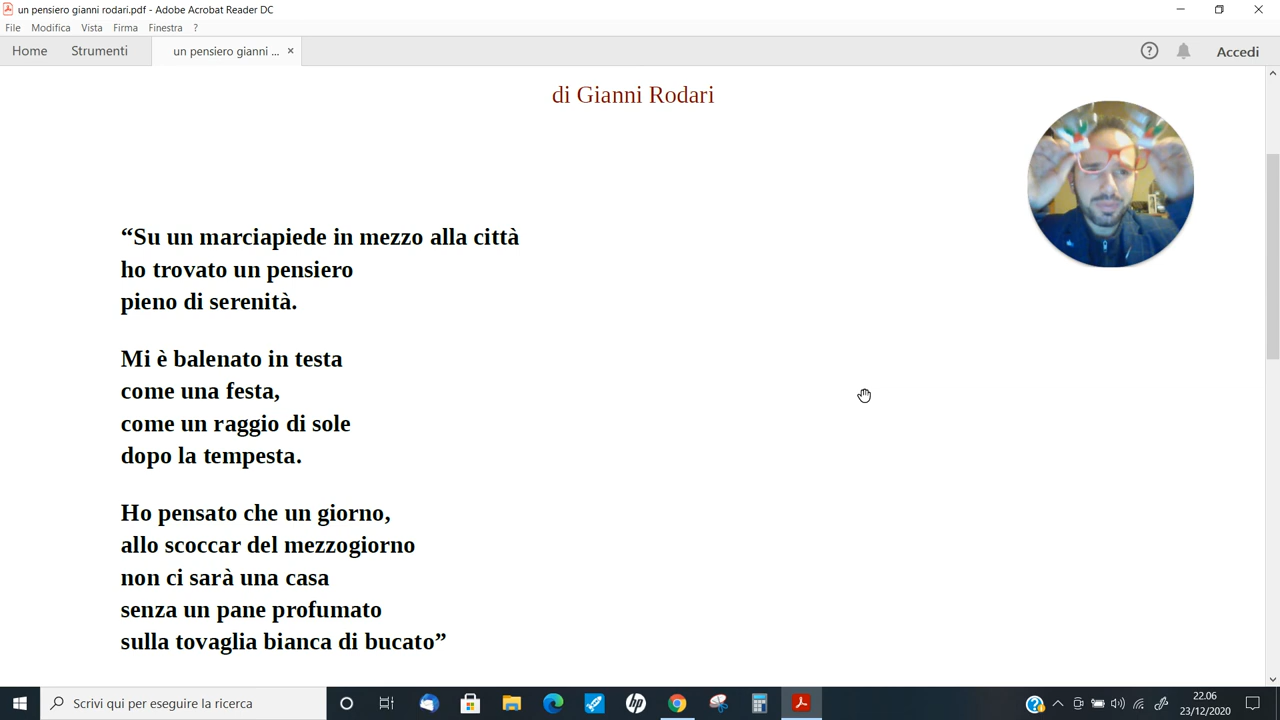 un pensiero gianni rodari.pdf - Adobe Acrobat Reader DC
File Modifica Vista Firma Finestra ?
Home Strumenti un pensiero gianni ... × Accedi
di Gianni Rodari
“Su un marciapiede in mezzo alla città
ho trovato un pensiero
pieno di serenità.
Mi è balenato in testa
come una festa,
come un raggio di sole
dopo la tempesta.
Ho pensato che un giorno,
allo scoccar del mezzogiorno
non ci sarà una casa
senza un pane profumato
sulla tovaglia bianca di bucato”
Scrivi qui per eseguire la ricerca
hp
22.06
23/12/2020